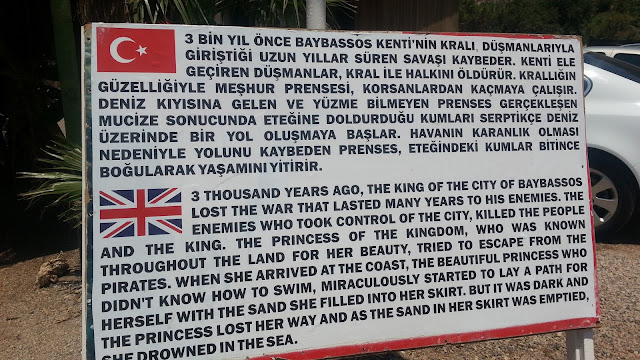 3 BİN YIL ÖNCE BAYBASSOS KENTİ'NİN KRALI, DÜŞMANLARIYLA
GİRİŞTİĞİ UZUN YILLAR SÜREN SAVAŞI KAYBEDER. KENTİ ELE
GEÇİREN DÜŞMANLAR, KRAL İLE HALKINI ÖLDÜRÜR. KRALLIĞIN
GÜZELLİĞİYLE MEŞHUR PRENSESİ, KORSANLARDAN KAÇMAYA ÇALIŞIR.
DENİZ KIYISINA GELEN VE YÜZME BİLMEYEN PRENSES GERÇEKLEŞEN
MUCİZE SONUCUNDA ETEĞİNE DOLDURDUĞU KUMLARI SERPTİKÇE DENİZ
ÜZERİNDE BİR YOL OLUŞMAYA BAŞLAR. HAVANIN KARANLIK OLMASI
NEDENİYLE YOLUNU KAYBEDEN PRENSES, ETEĞİNDEKİ KUMLAR BİTİNCE
BOĞULARAK YAŞAMINI YİTİRİR.
3 THOUSAND YEARS AGO, THE KING OF THE CITY OF BAYBASSOS
LOST THE WAR THAT LASTED MANY YEARS TO HIS ENEMIES. THE
ENEMIES WHO TOOK CONTROL OF THE CITY, KILLED THE PEOPLE
AND THE KING. THE PRINCESS OF THE KINGDOM, WHO WAS KNOWN
THROUGHOUT THE LAND FOR HER BEAUTY, TRIED TO ESCAPE FROM THE
PIRATES. WHEN SHE ARRIVED AT THE COAST, THE BEAUTIFUL PRINCESS WHO
DIDN'T KNOW HOW TO SWIM, MIRACULOUSLY STARTED TO LAY A PATH FOR
HERSELF WITH THE SAND SHE FILLED INTO HER SKIRT. BUT IT WAS DARK AND
THE PRINCESS LOST HER WAY AND AS THE SAND IN HER SKIRT WAS EMPTIED,
SHE DROWNED IN THE SEA.